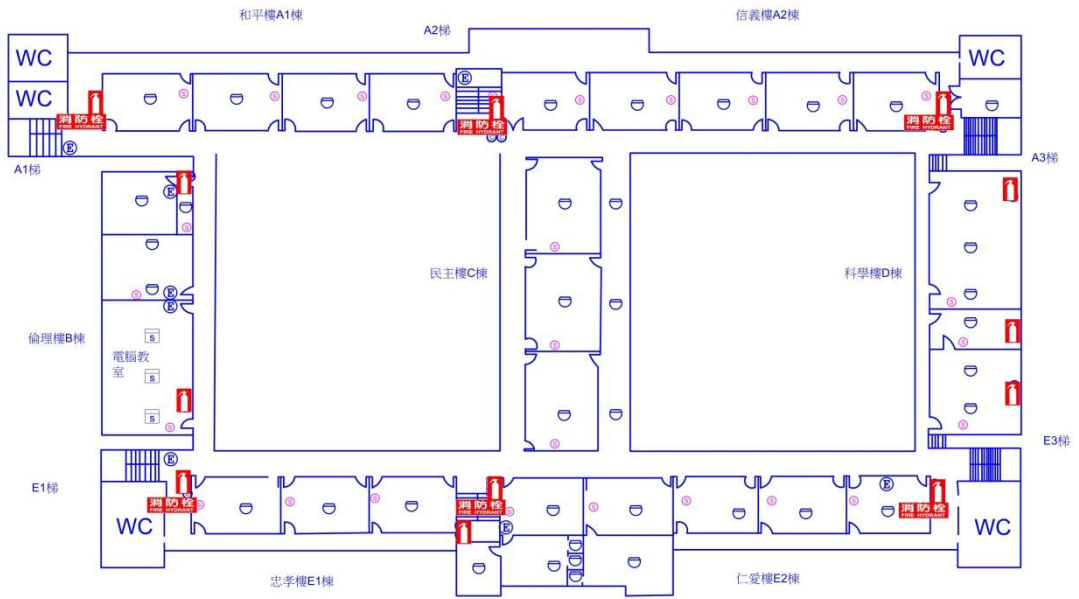 和平樓A1棟
信義樓A2棟
A2梯
WC
WC
WC
消防栓
FIRE HYDRANT
消防栓
FIRE HYDRANT
消防栓
FIRE HYDRANT
E
E
A1梯
A3梯
E
S
S
S
S
S
S
S
S
S
民主樓C棟
科學樓D棟
E
E
倫理樓B棟
電腦教
室
S
S
S
E3梯
E
E1梯
消防栓
FIRE HYDRANT
消防栓
FIRE HYDRANT
消防栓
FIRE HYDRANT
E
E
WC
WC
忠孝樓E1棟
仁愛樓E2棟